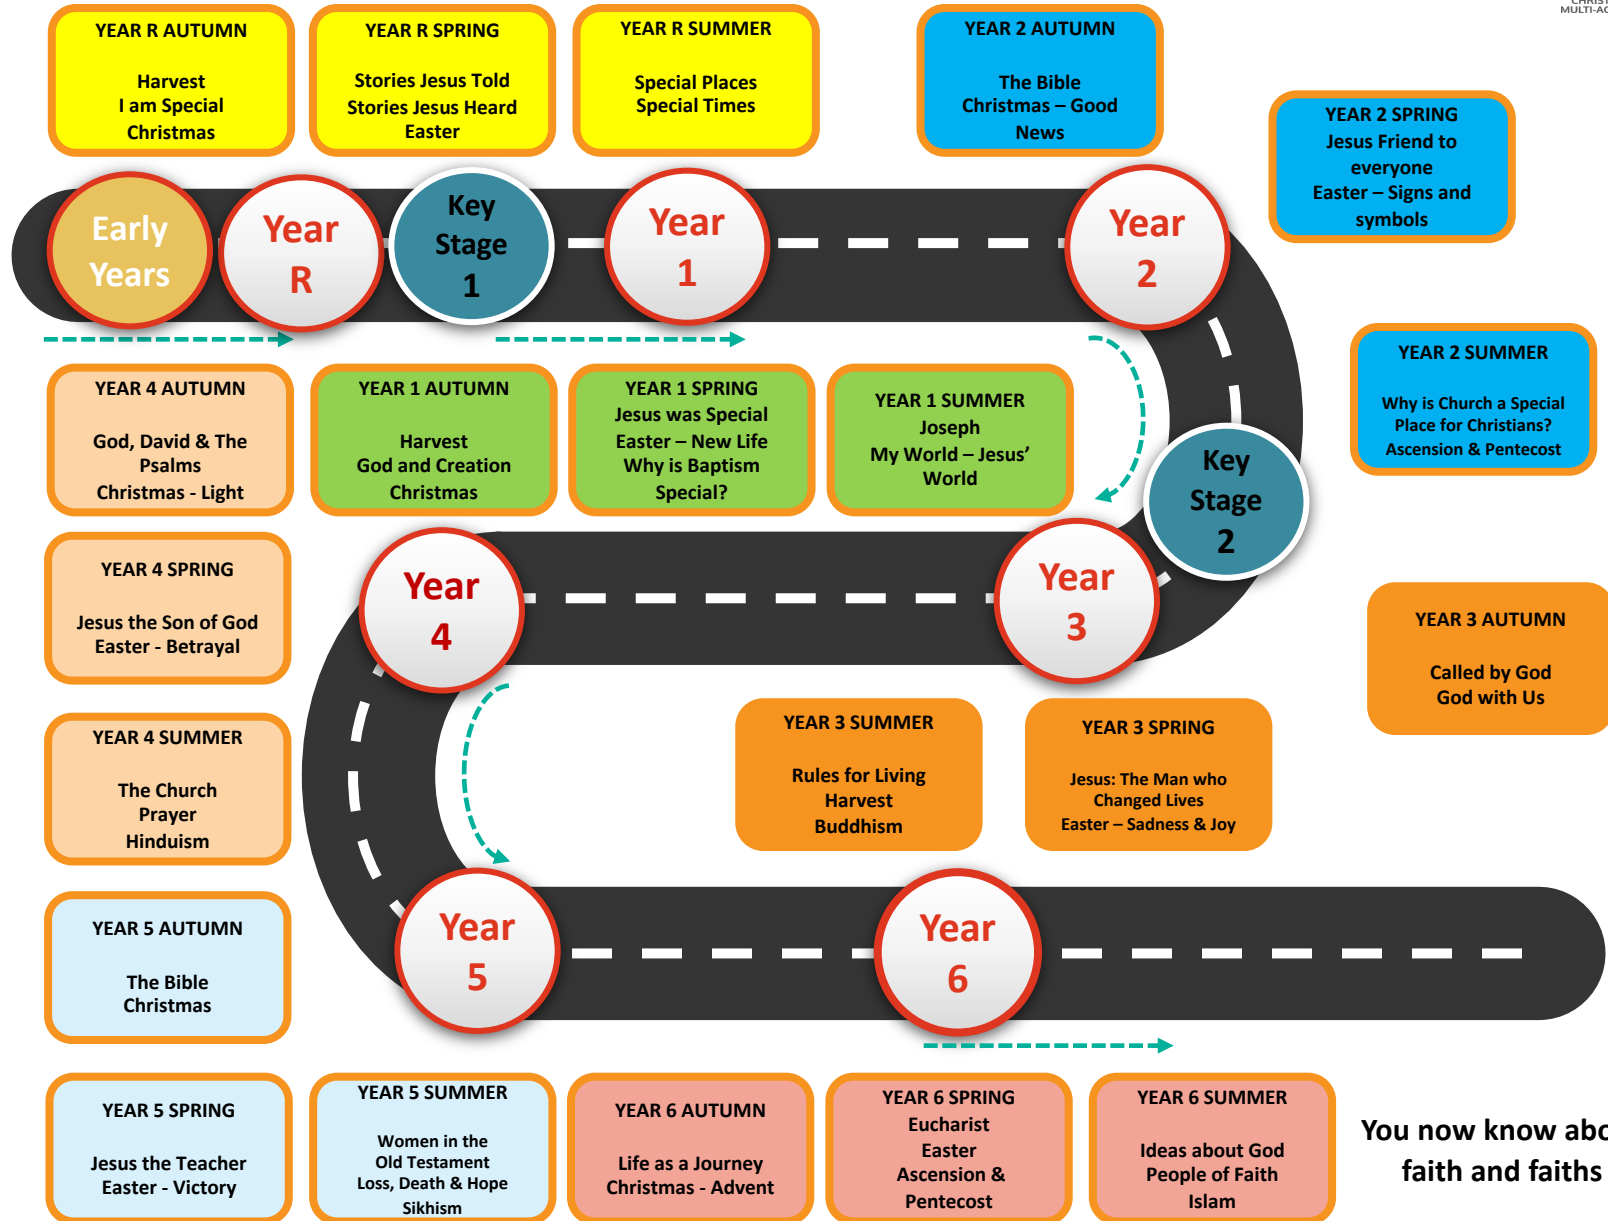 CHRIST
MULTI-AC
YEAR R AUTUMN
Harvest
I am Special
Christmas
YEAR R SPRING
Stories Jesus Told
Stories Jesus Heard
Easter
YEAR R SUMMER
Special Places
Special Times
YEAR 2 AUTUMN
The Bible
Christmas – Good
News
YEAR 2 SPRING
Jesus Friend to
everyone
Easter – Signs and
symbols
Early
Years
Year
R
Key
Stage
1
Year
1
Year
2
YEAR 2 SUMMER
Why is Church a Special
Place for Christians?
Ascension & Pentecost
YEAR 4 AUTUMN
God, David & The
Psalms
Christmas - Light
YEAR 1 AUTUMN
Harvest
God and Creation
Christmas
YEAR 1 SPRING
Jesus was Special
Easter – New Life
Why is Baptism
Special?
YEAR 1 SUMMER
Joseph
My World – Jesus'
World
Key
Stage
2
YEAR 4 SPRING
Jesus the Son of God
Easter - Betrayal
Year
4
Year
3
YEAR 3 AUTUMN
Called by God
God with Us
YEAR 4 SUMMER
The Church
Prayer
Hinduism
YEAR 3 SUMMER
Rules for Living
Harvest
Buddhism
YEAR 3 SPRING
Jesus: The Man who
Changed Lives
Easter – Sadness & Joy
YEAR 5 AUTUMN
The Bible
Christmas
Year
5
Year
6
YEAR 5 SPRING
Jesus the Teacher
Easter - Victory
YEAR 5 SUMMER
Women in the
Old Testament
Loss, Death & Hope
Sikhism
YEAR 6 AUTUMN
Life as a Journey
Christmas - Advent
YEAR 6 SPRING
Eucharist
Easter
Ascension &
Pentecost
YEAR 6 SUMMER
Ideas about God
People of Faith
Islam
You now know abo
faith and faiths